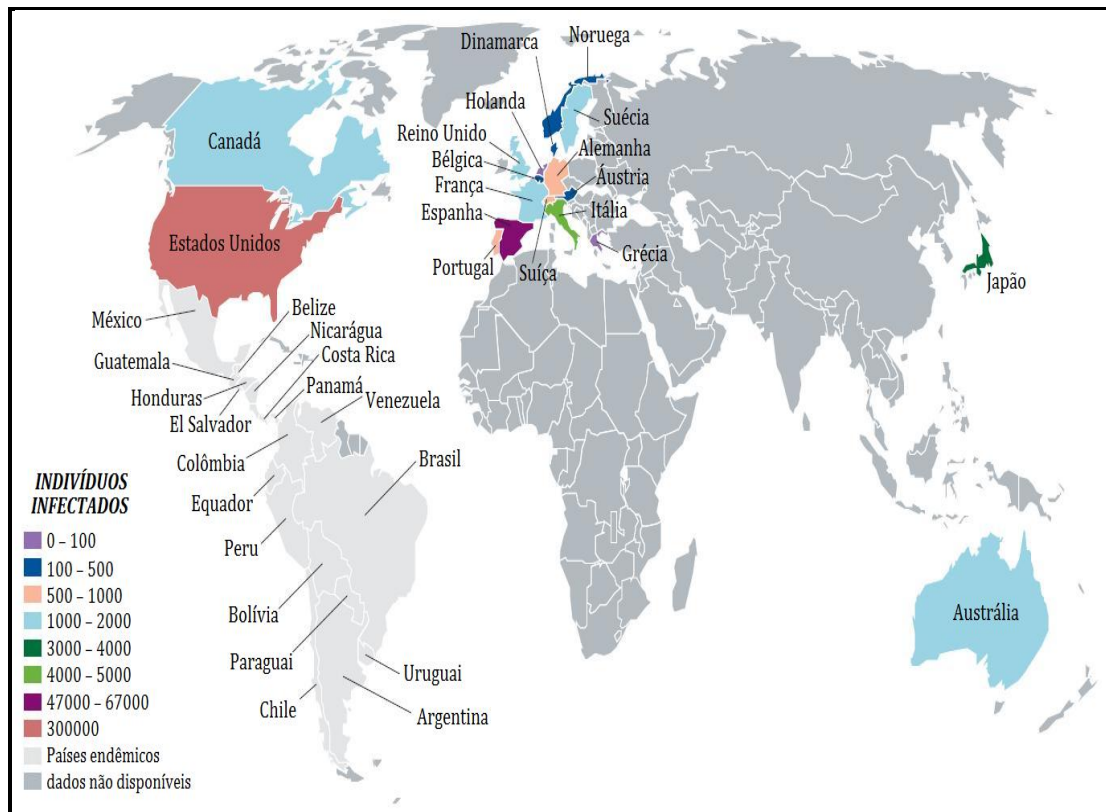 Noruega
Dinamarca
Holanda
Suécia
Reino Unido
Canadá
Alemanha
Bélgica
Áustria
França
Espanha
Itália
Estados Unidos
Grécia
Portugal
Suíça
Japão
Belize
México
Nicarágua
Costa Rica
Guatemala
Panamá
Honduras
Venezuela
El Salvador
Colômbia
Brasil
Equador
Peru
Bolívia
Paraguai
Uruguai
Chile
Argentina
Austrália
INDIVÍDUOS
INFECTADOS
0 – 100
100 – 500
500 – 1000
1000 – 2000
3000 – 4000
4000 – 5000
47000 – 67000
300000
Países endêmicos
dados não disponíveis